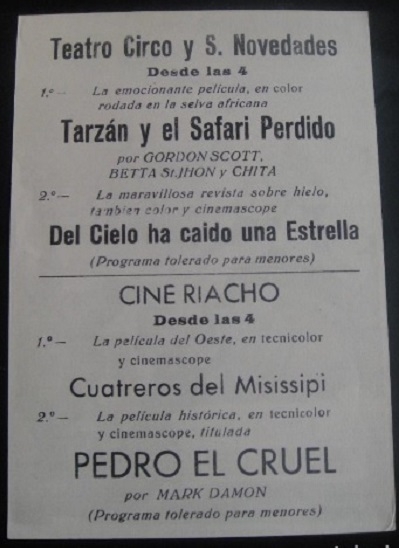 Teatro Circo y S. Novedades
Desde las 4
1.º— La emocionante película, en color
rodada en la selva africana
Tarzán y el Safari Perdido
por GORDON SCOTT,
BETTA St.JHON y CHITA
2.º— La maravillosa revista sobre hielo,
tambien color y cinemascope
Del Cielo ha caido una Estrella
(Programa tolerado para menores)
CINE RIACHO
Desde las 4
1.º— La película del Oeste, en tecnicolor
y cinemascope
Cuatreros del Misissipi
2.º— La película histórica, en tecnicolor
y cinemascope, titulada
PEDRO EL CRUEL
por MARK DAMON
(Programa tolerado para menores)